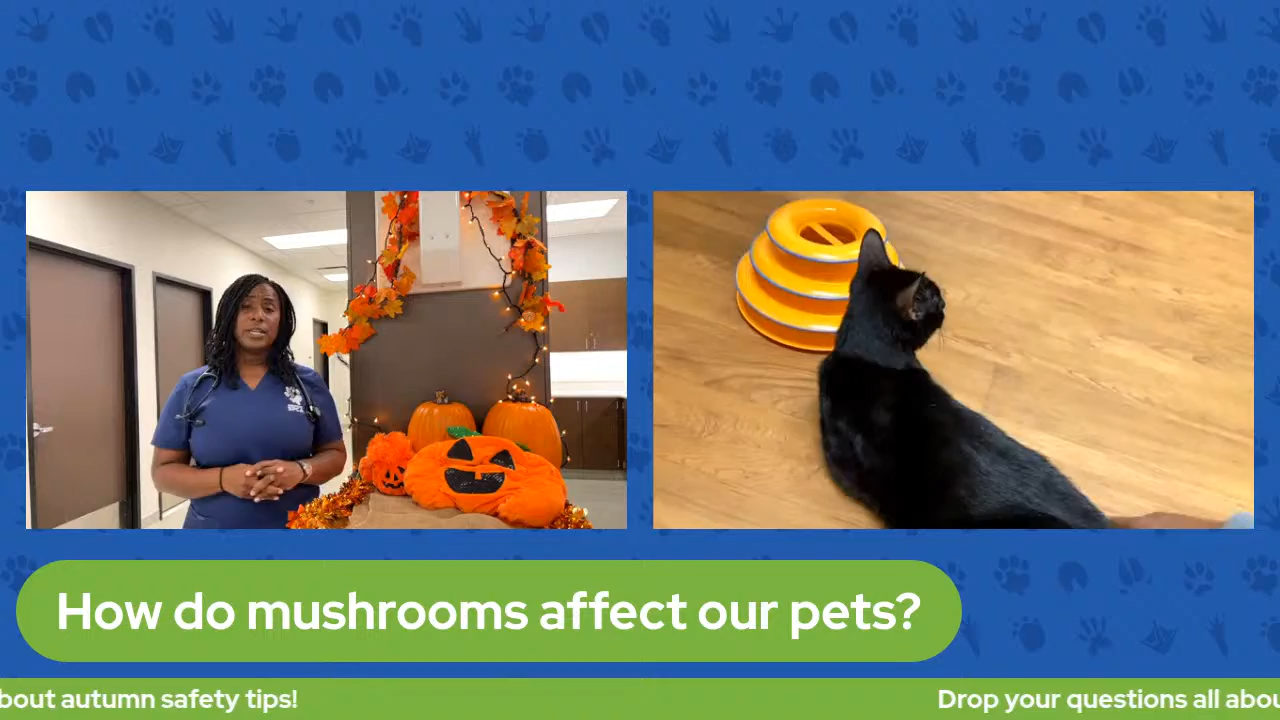 How do mushrooms affect our pets?
bout autumn safety tips! Drop your questions all abou